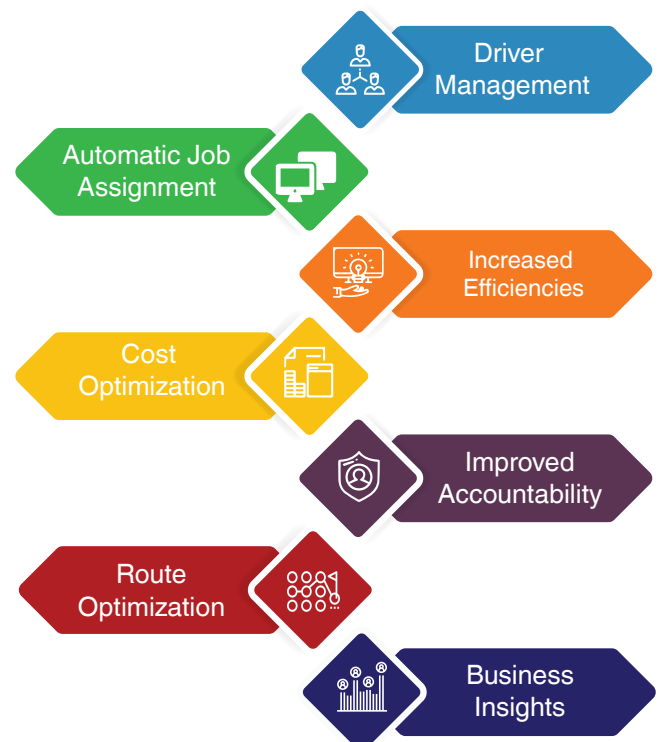 Driver
Management
Automatic Job
Assignment
Increased
Efficiencies
Cost
Optimization
Improved
Accountability
Route
Optimization
Business
Insights